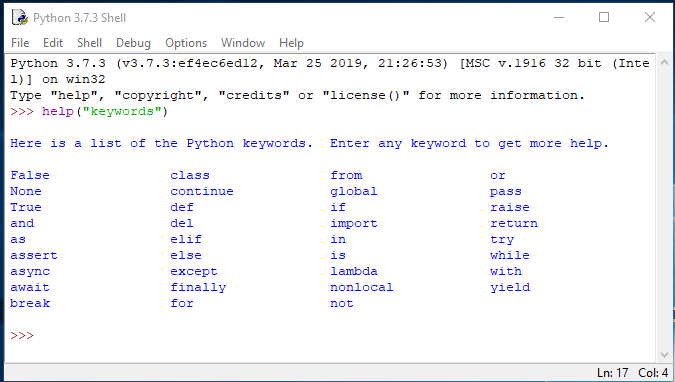 Python 3.7.3 Shell
File Edit Shell Debug Options Window Help
Python 3.7.3 (v3.7.3:ef4ec6ed12, Mar 25 2019, 21:26:53) [MSC v.1916 32 bit (Inte
l)] on win32
Type "help", "copyright", "credits" or "license()" for more information.
>>> help("keywords")
Here is a list of the Python keywords.  Enter any keyword to get more help.
False               class               from                or
None                continue            global              pass
True                def                 if                  raise
and                 del                 import              return
as                  elif                in                  try
assert              else                is                  while
async               except              lambda              with
await               finally             nonlocal            yield
break               for                 not
>>>
Ln: 17 Col: 4